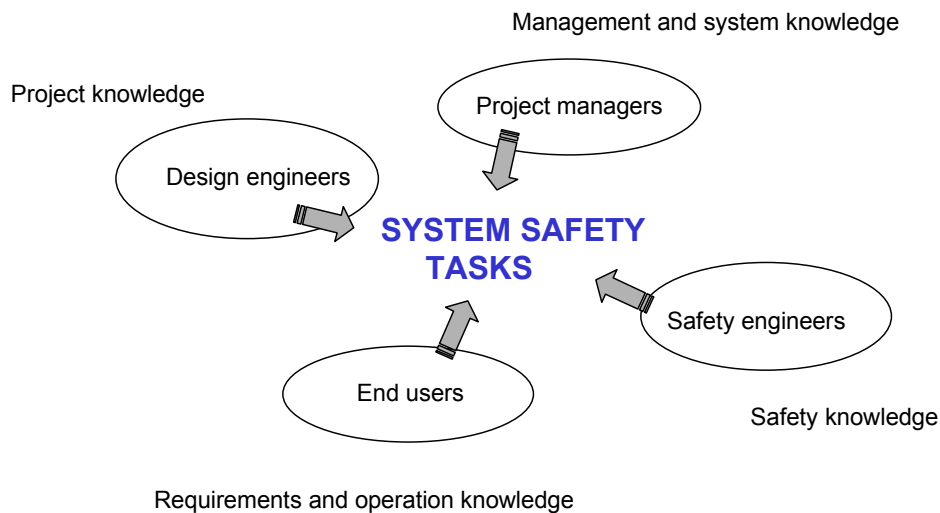 Management and system knowledge
Project knowledge
Project managers
Design engineers
SYSTEM SAFETY
TASKS
Safety engineers
End users
Safety knowledge
Requirements and operation knowledge